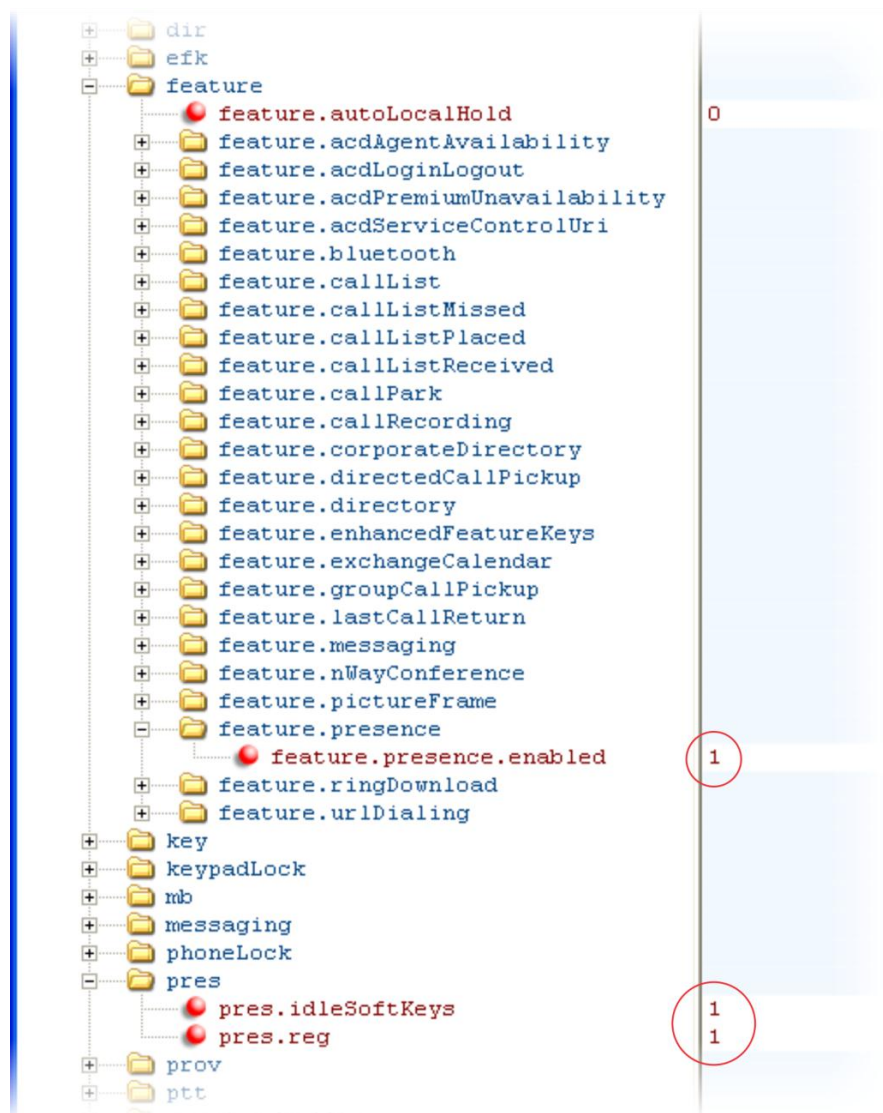 dir
efk
feature
feature.autoLocalHold 0
feature.acdAgentAvailability
feature.acdLoginLogout
feature.acdPremiumUnavailability
feature.acdServiceControlUri
feature.bluetooth
feature.callList
feature.callListMissed
feature.callListPlaced
feature.callListReceived
feature.callPark
feature.callRecording
feature.corporateDirectory
feature.directedCallPickup
feature.directory
feature.enhancedFeatureKeys
feature.exchangeCalendar
feature.groupCallPickup
feature.lastCallReturn
feature.messaging
feature.nWayConference
feature.pictureFrame
feature.presence
feature.presence.enabled 1
feature.ringDownload
feature.urlDialing
key
keypadLock
mb
messaging
phoneLock
pres
pres.idleSoftKeys 1
pres.reg 1
prov
ptt